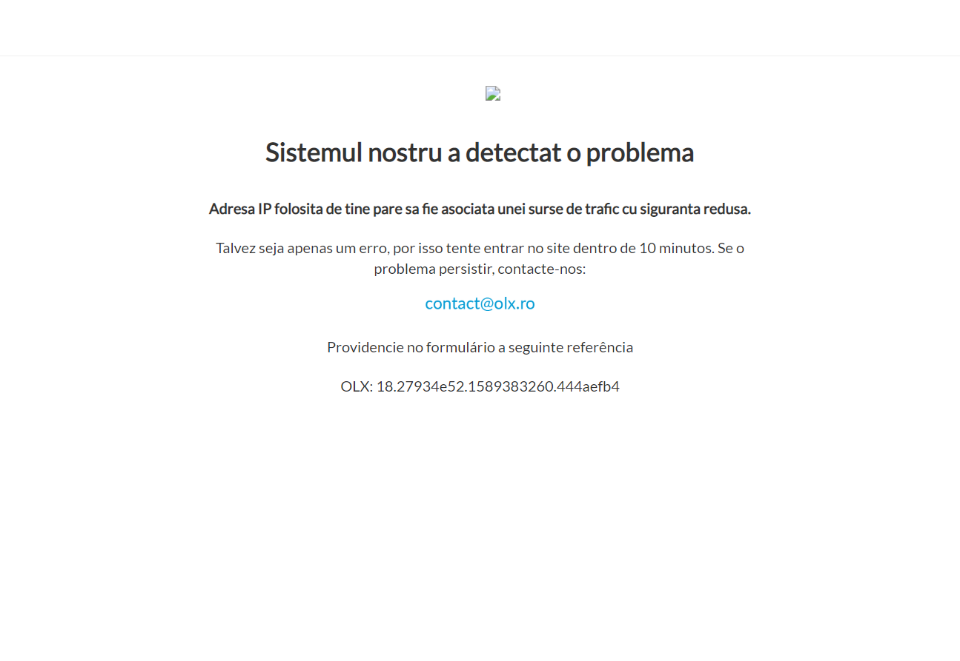 Sistemul nostru a detectat o problema
Adresa IP folosita de tine pare sa fie asociata unei surse de trafic cu siguranta redusa.
Talvez seja apenas um erro, por isso tente entrar no site dentro de 10 minutos. Se o
problema persistir, contacte-nos:
contact@olx.ro
Providencie no formulário a seguinte referência
OLX: 18.27934e52.1589383260.444aefb4